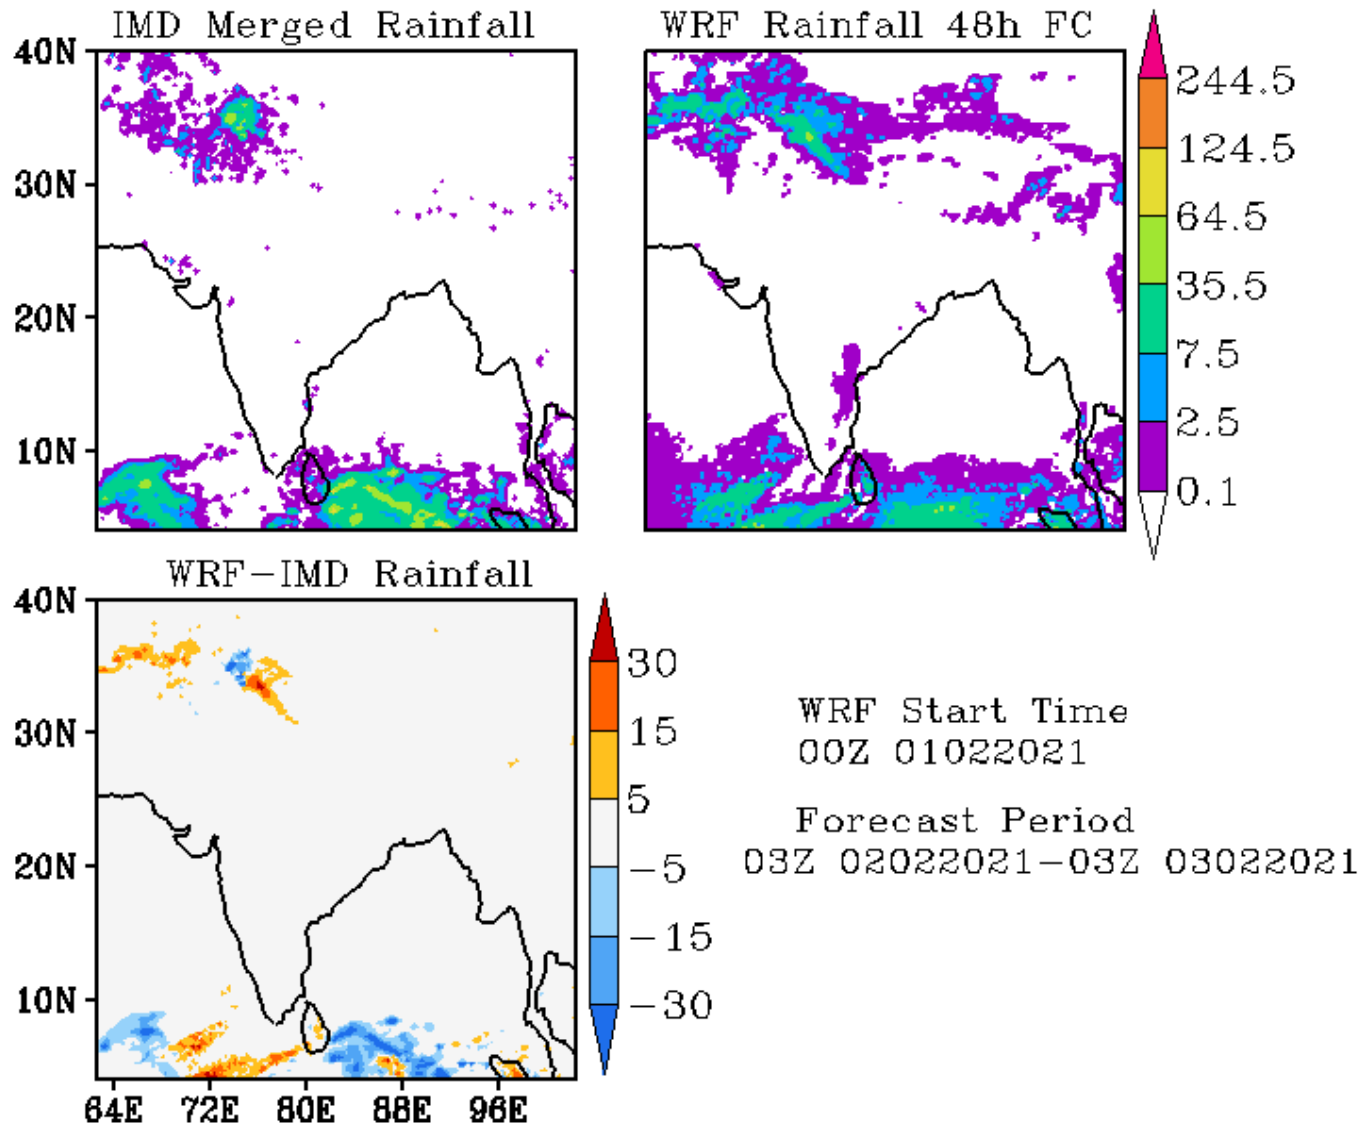 IMD Merged Rainfall
WRF Rainfall 48h FC
40N
30N
20N
10N
244.5
124.5
64.5
35.5
7.5
2.5
0.1
WRF-IMD Rainfall
40N
30N
20N
10N
64E 72E 80E 88E 96E
30
15
5
-5
-15
-30
WRF Start Time
00Z 01022021
Forecast Period
03Z 02022021-03Z 03022021